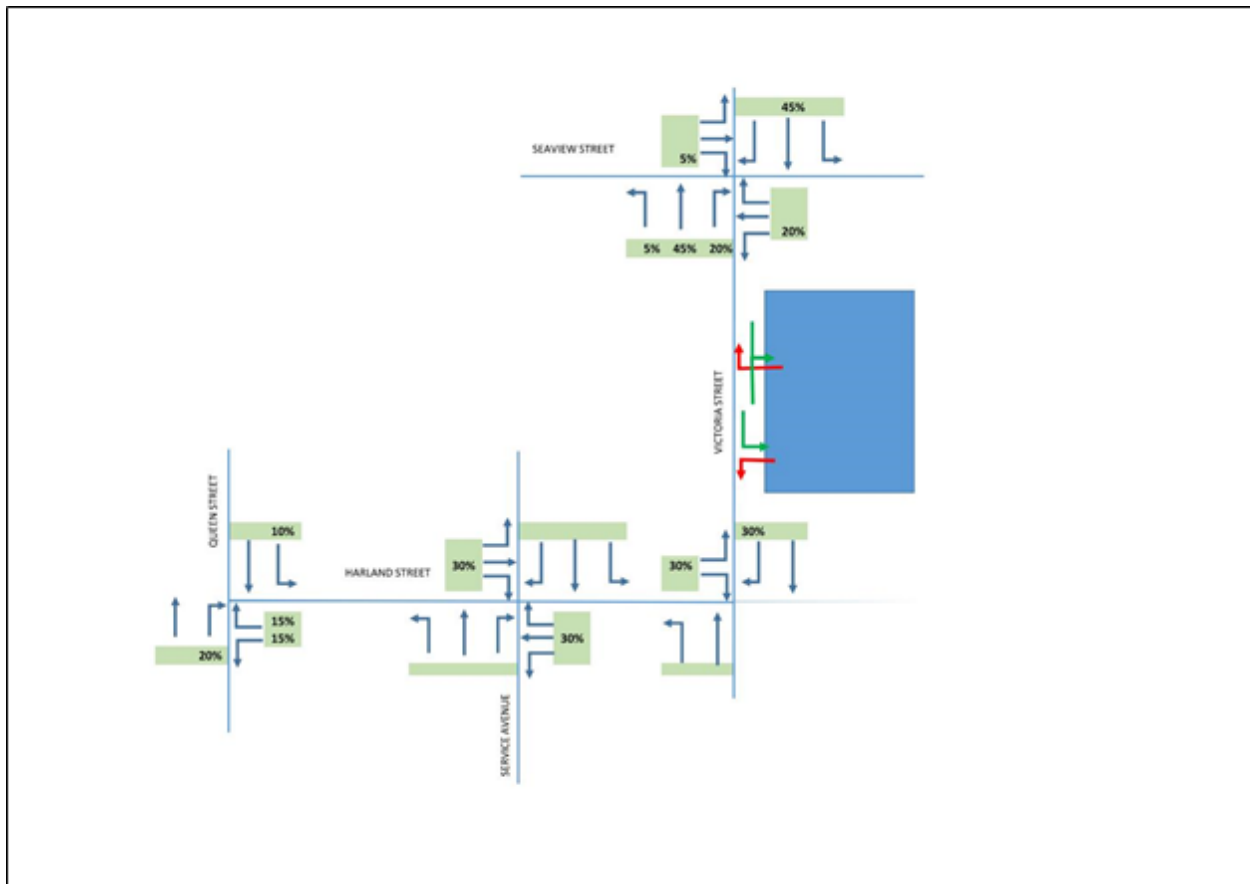 45%
SEAVIEW STREET
5%
20%
5% 45% 20%
VICTORIA STREET
QUEEN STREET
10%
30%
30%
30%
HARLAND STREET
15%
15%
30%
20%
SERVICE AVENUE